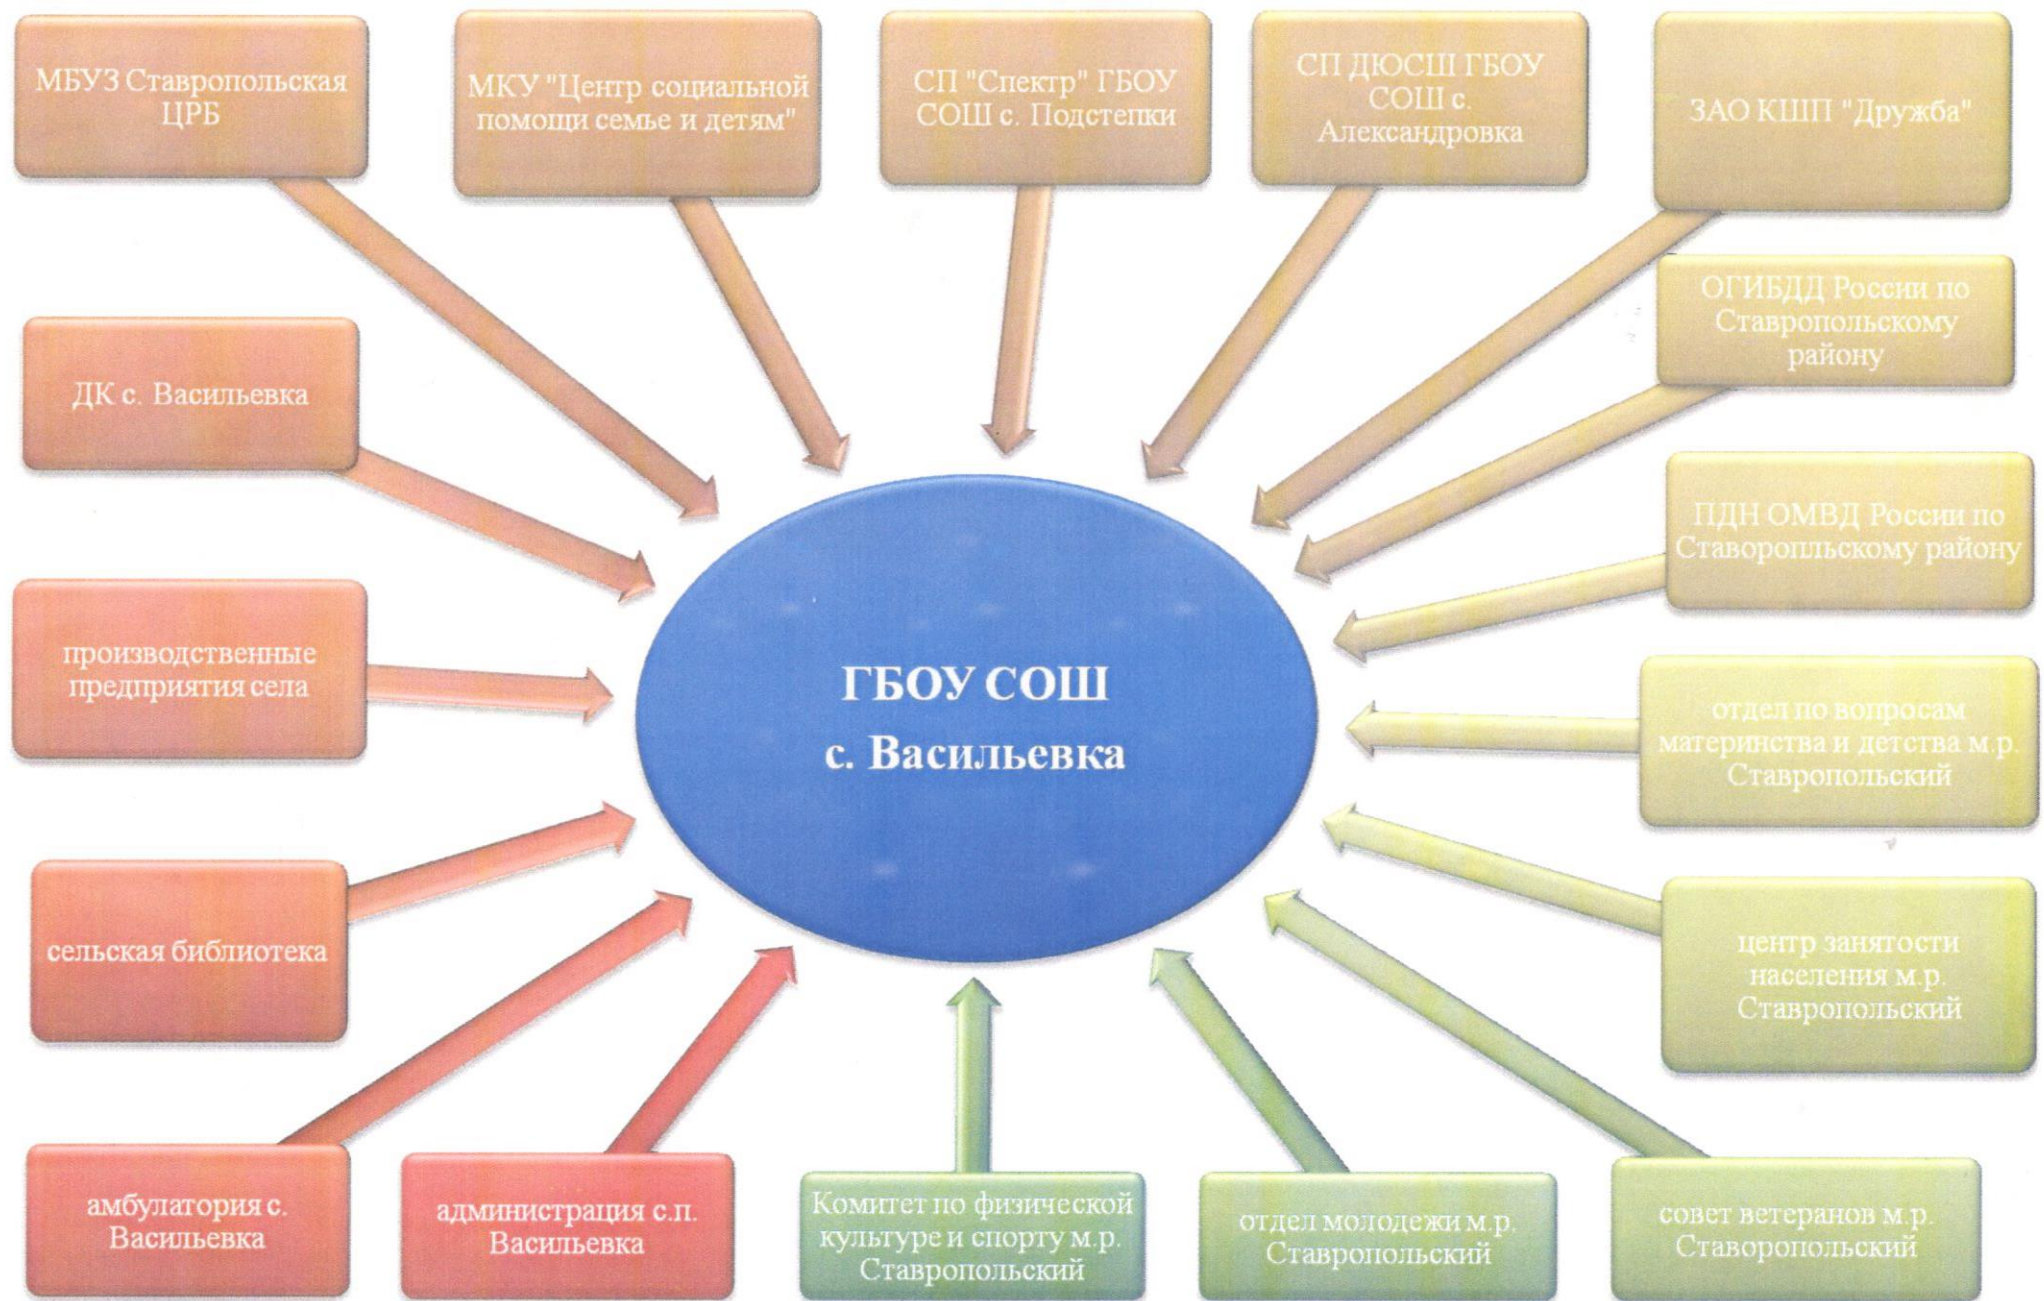 МБУЗ Ставропольская
ЦРБ
МКУ "Центр социальной
помощи семье и детям"
СП "Спектр" ГБОУ
СОШ с. Подстепки
СП ДЮСШ ГБОУ
СОШ с.
Александровка
ЗАО КШП "Дружба"
ОГИБДД России по
Ставропольскому
району
ДК с. Васильевка
ПДН ОМВД России по
Ставоропльскому району
производственные
предприятия села
ГБОУ СОШ
с. Васильевка
отдел по вопросам
материнства и детства м.р.
Ставропольский
сельская библиотека
центр занятости
населения м.р.
Ставропольский
амбулатория с.
Васильевка
администрация с.п.
Васильевка
Комитет по физической
культуре и спорту м.р.
Ставропольский
отдел молодежи м.р.
Ставропольский
совет ветеранов м.р.
Ставоропольский